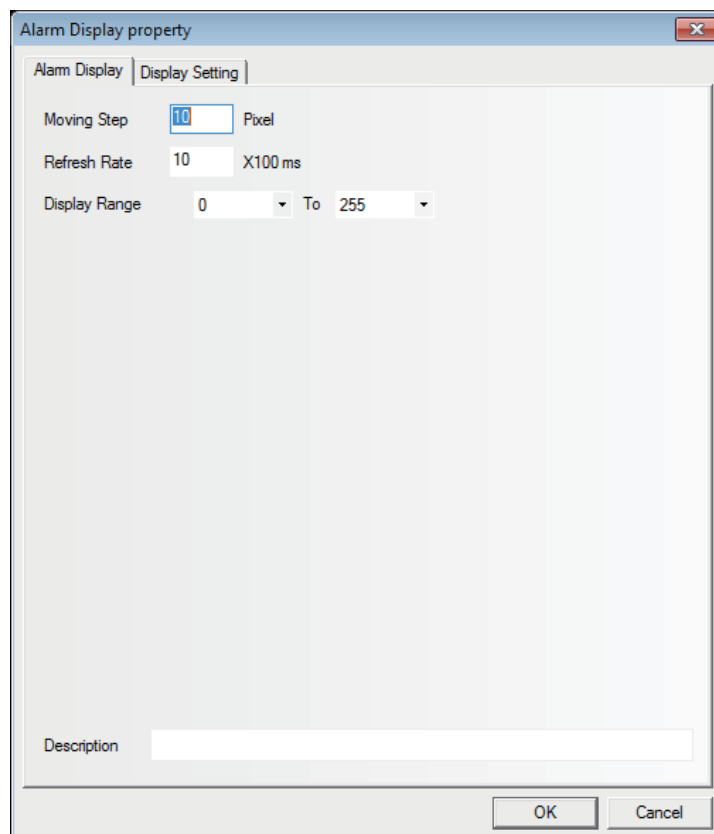 Alarm Display property
Alarm Display Display Setting
Moving Step 10 Pixel
Refresh Rate 10 X100 ms
Display Range 0 To 255
Description
OK Cancel